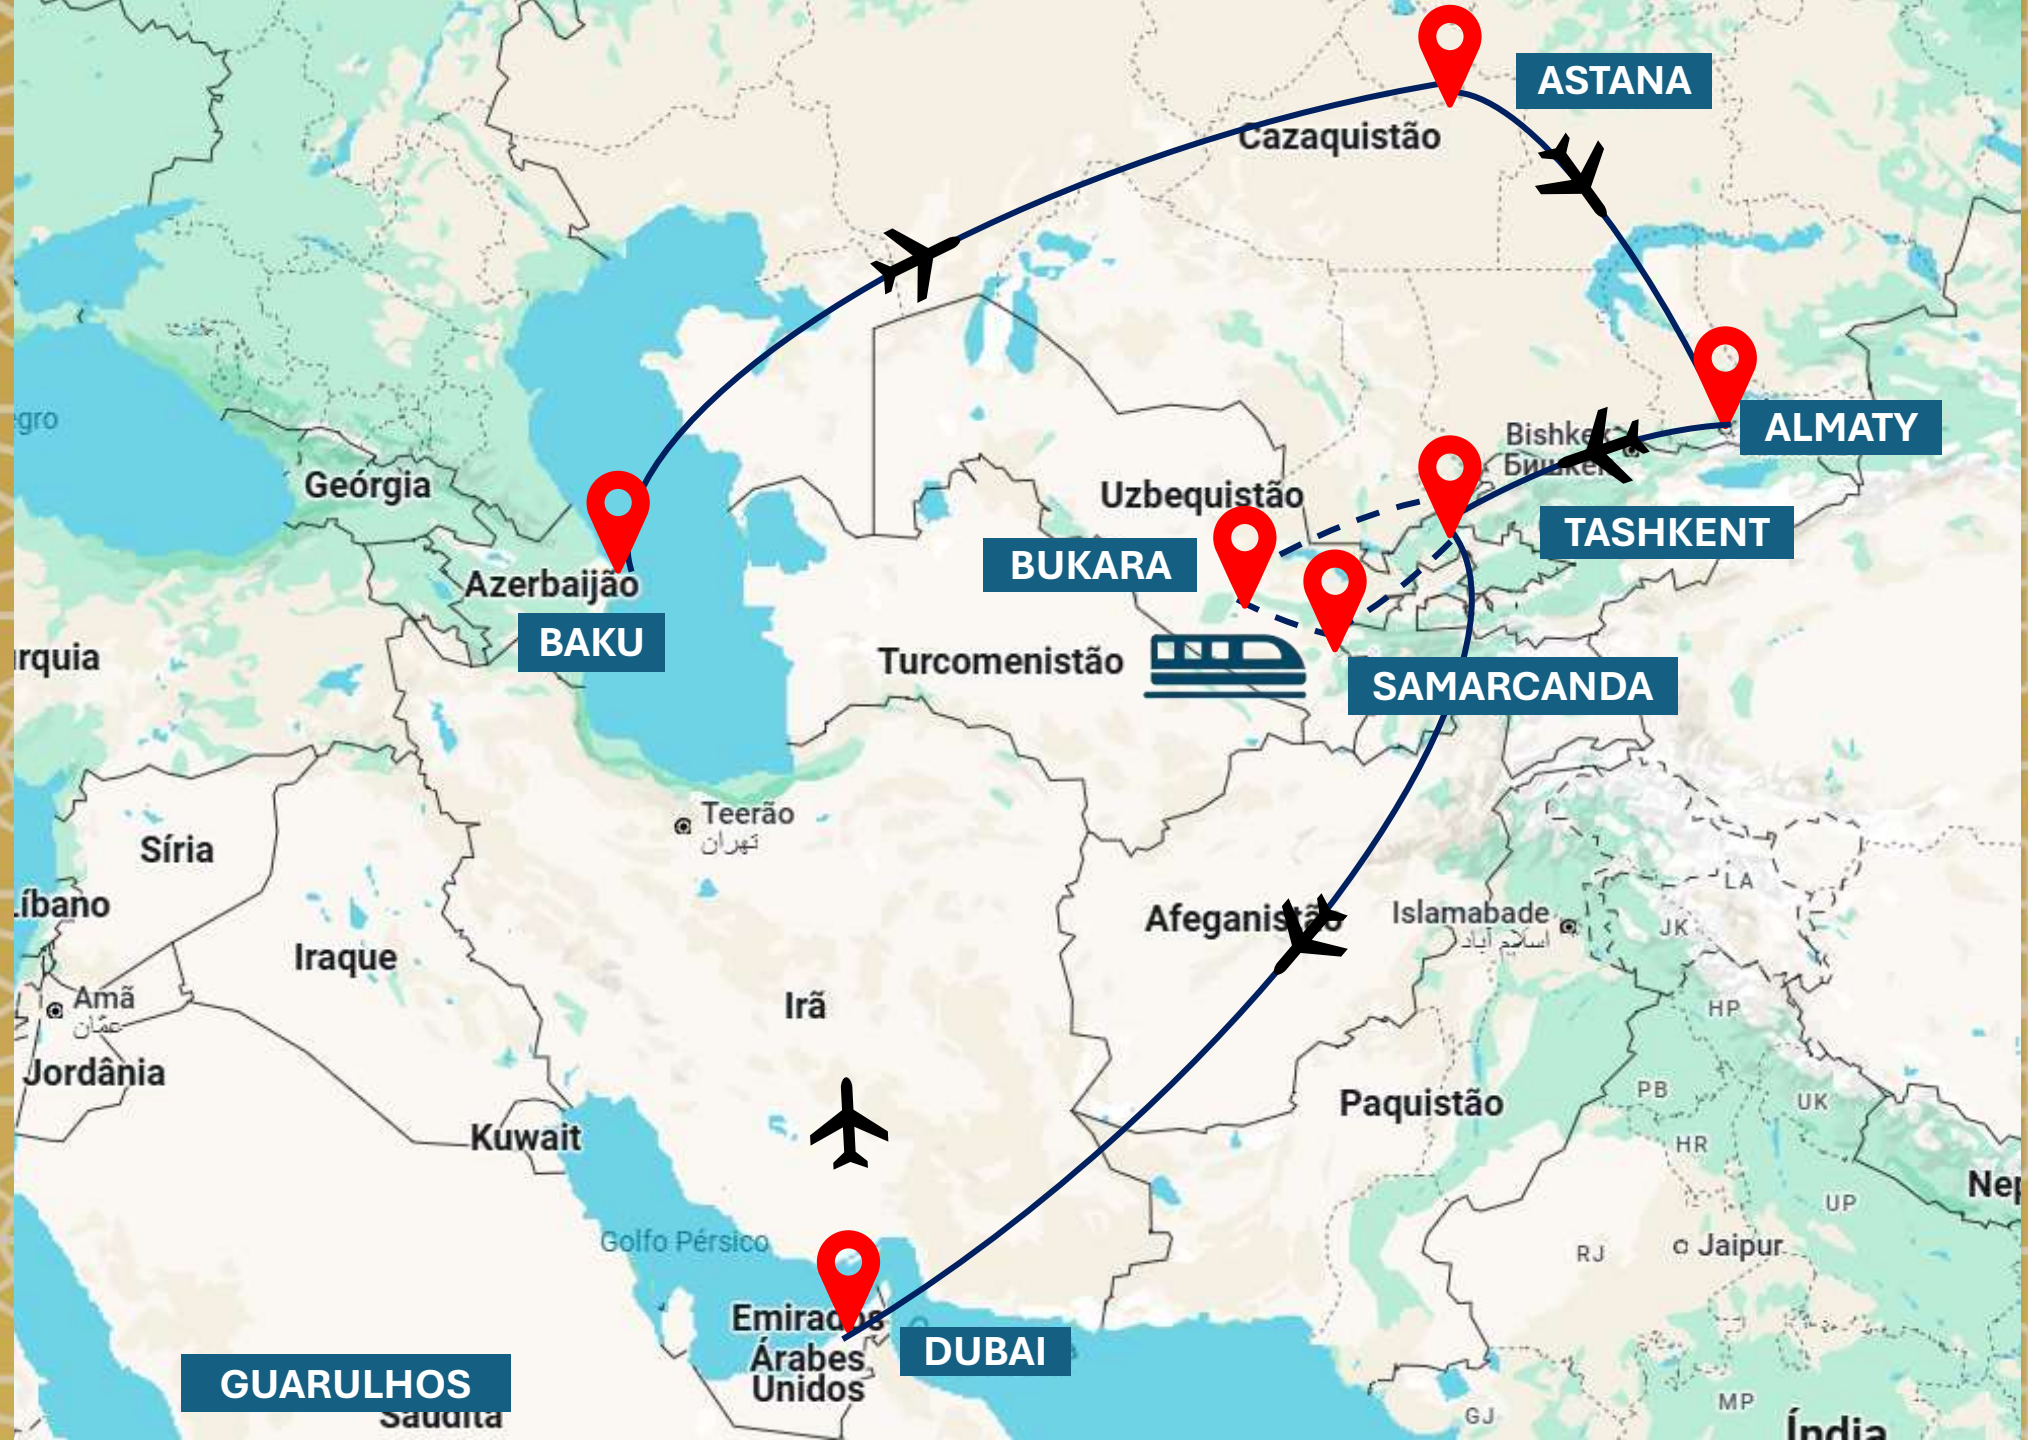 ASTANA
Cazaquistão
egro
ALMATY
Bishkek
Бишкек
Geórgia
Uzbequistão
TASHKENT
BUKARA
Azerbaijão
BAKU
Turcomenistão
SAMARCANDA
rquia
Teerão
تهران
Síria
LA
Líbano
Afeganistão
Islamabade
اسلام آباد
JK
Iraque
Amã
عمّان
Irã
HP
Jordânia
Paquistão
PB
UK
Kuwait
HR
Nep
UP
Golfo Pérsico
RJ
Jaipur
Emirados
Árabes
Unidos
DUBAI
GUARULHOS
Saudita
GJ
MP
Índia